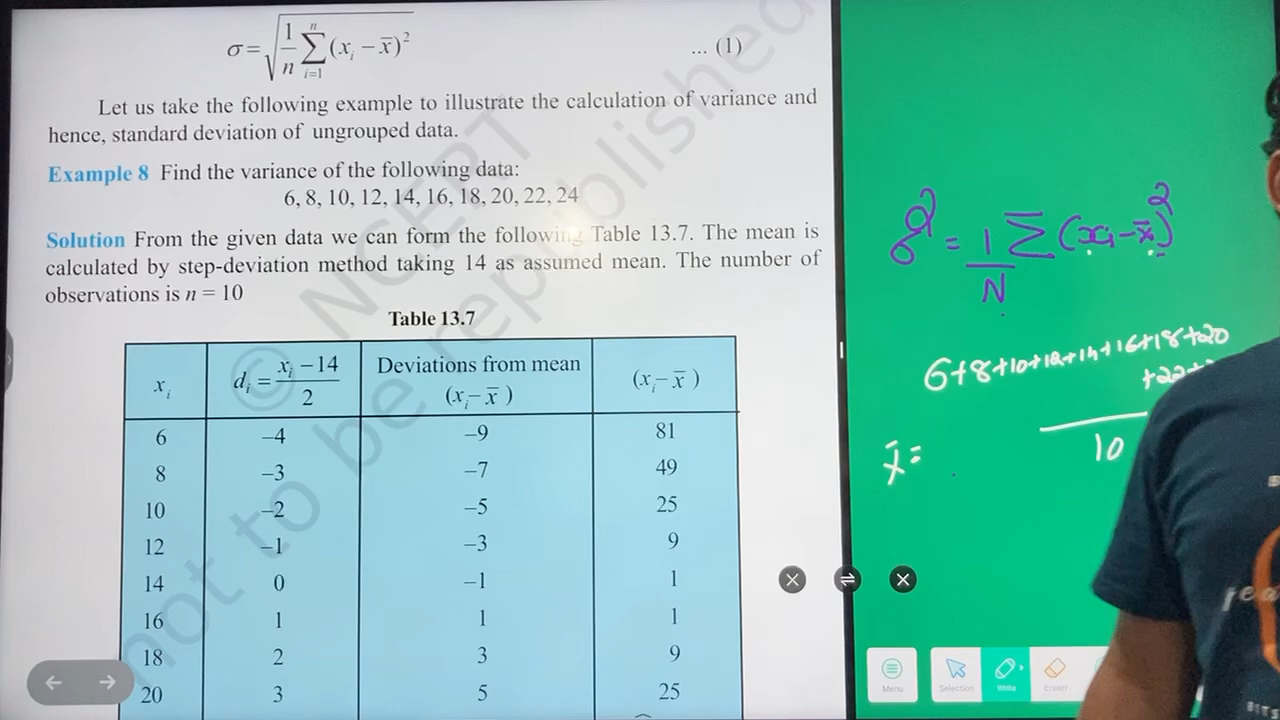 σ = √(1/n Σ_{i=1}^{n} (x_i − x̄)²) ... (1)
Let us take the following example to illustrate the calculation of variance and
hence, standard deviation of ungrouped data.
Example 8 Find the variance of the following data:
6, 8, 10, 12, 14, 16, 18, 20, 22, 24
Solution From the given data we can form the following Table 13.7. The mean is
calculated by step-deviation method taking 14 as assumed mean. The number of
observations is n = 10
Table 13.7
x_i d_i = (x_i − 14)/2 Deviations from mean (x_i− x̄ ) (x_i− x̄ )
6 –4 –9 81
8 –3 –7 49
10 –2 –5 25
12 –1 –3 9
14 0 –1 1
16 1 1 1
18 2 3 9
20 3 5 25
© NCERT
not to be republished
σ² = 1/N Σ (x_i − x̄)²
6+8+10+12+14+16+18+20
+22+
x̄ =
10
Menu
Selection
Write
Eraser